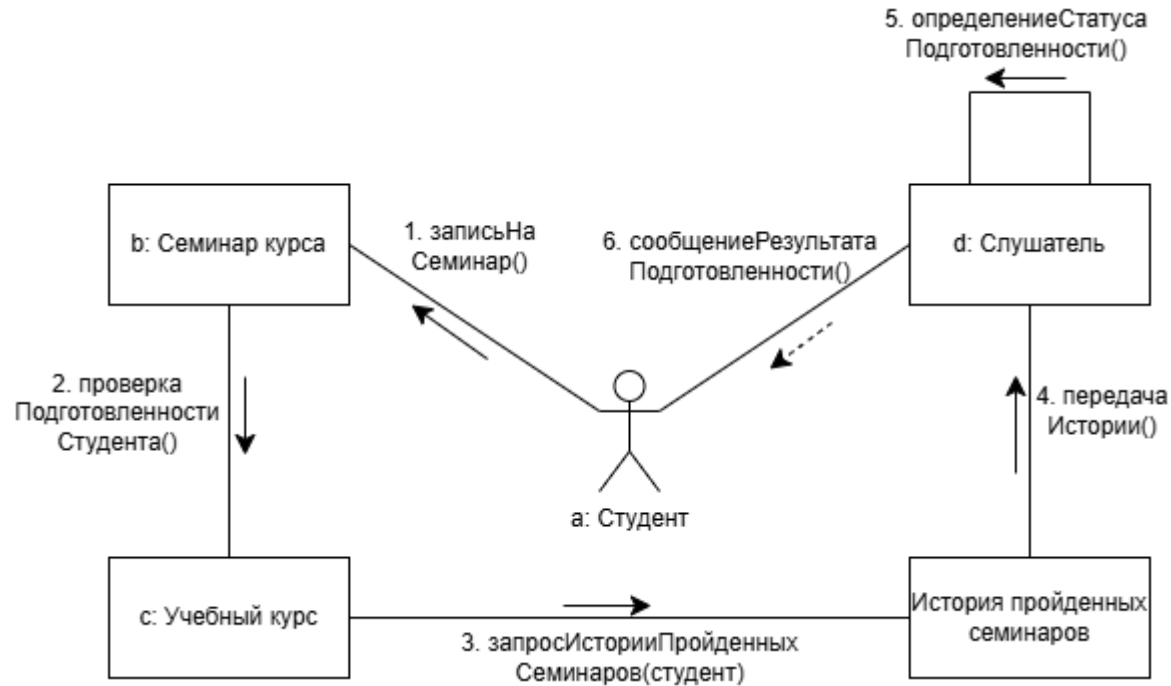 5. определениеСтатуса
Подготовленности()
b: Семинар курса
1. записьНа
Семинар()
6. сообщениеРезультата
Подготовленности()
d: Слушатель
2. проверка
Подготовленности
Студента()
4. передача
Истории()
a: Студент
c: Учебный курс
3. запросИсторииПройденных
Семинаров(студент)
История пройденных
семинаров